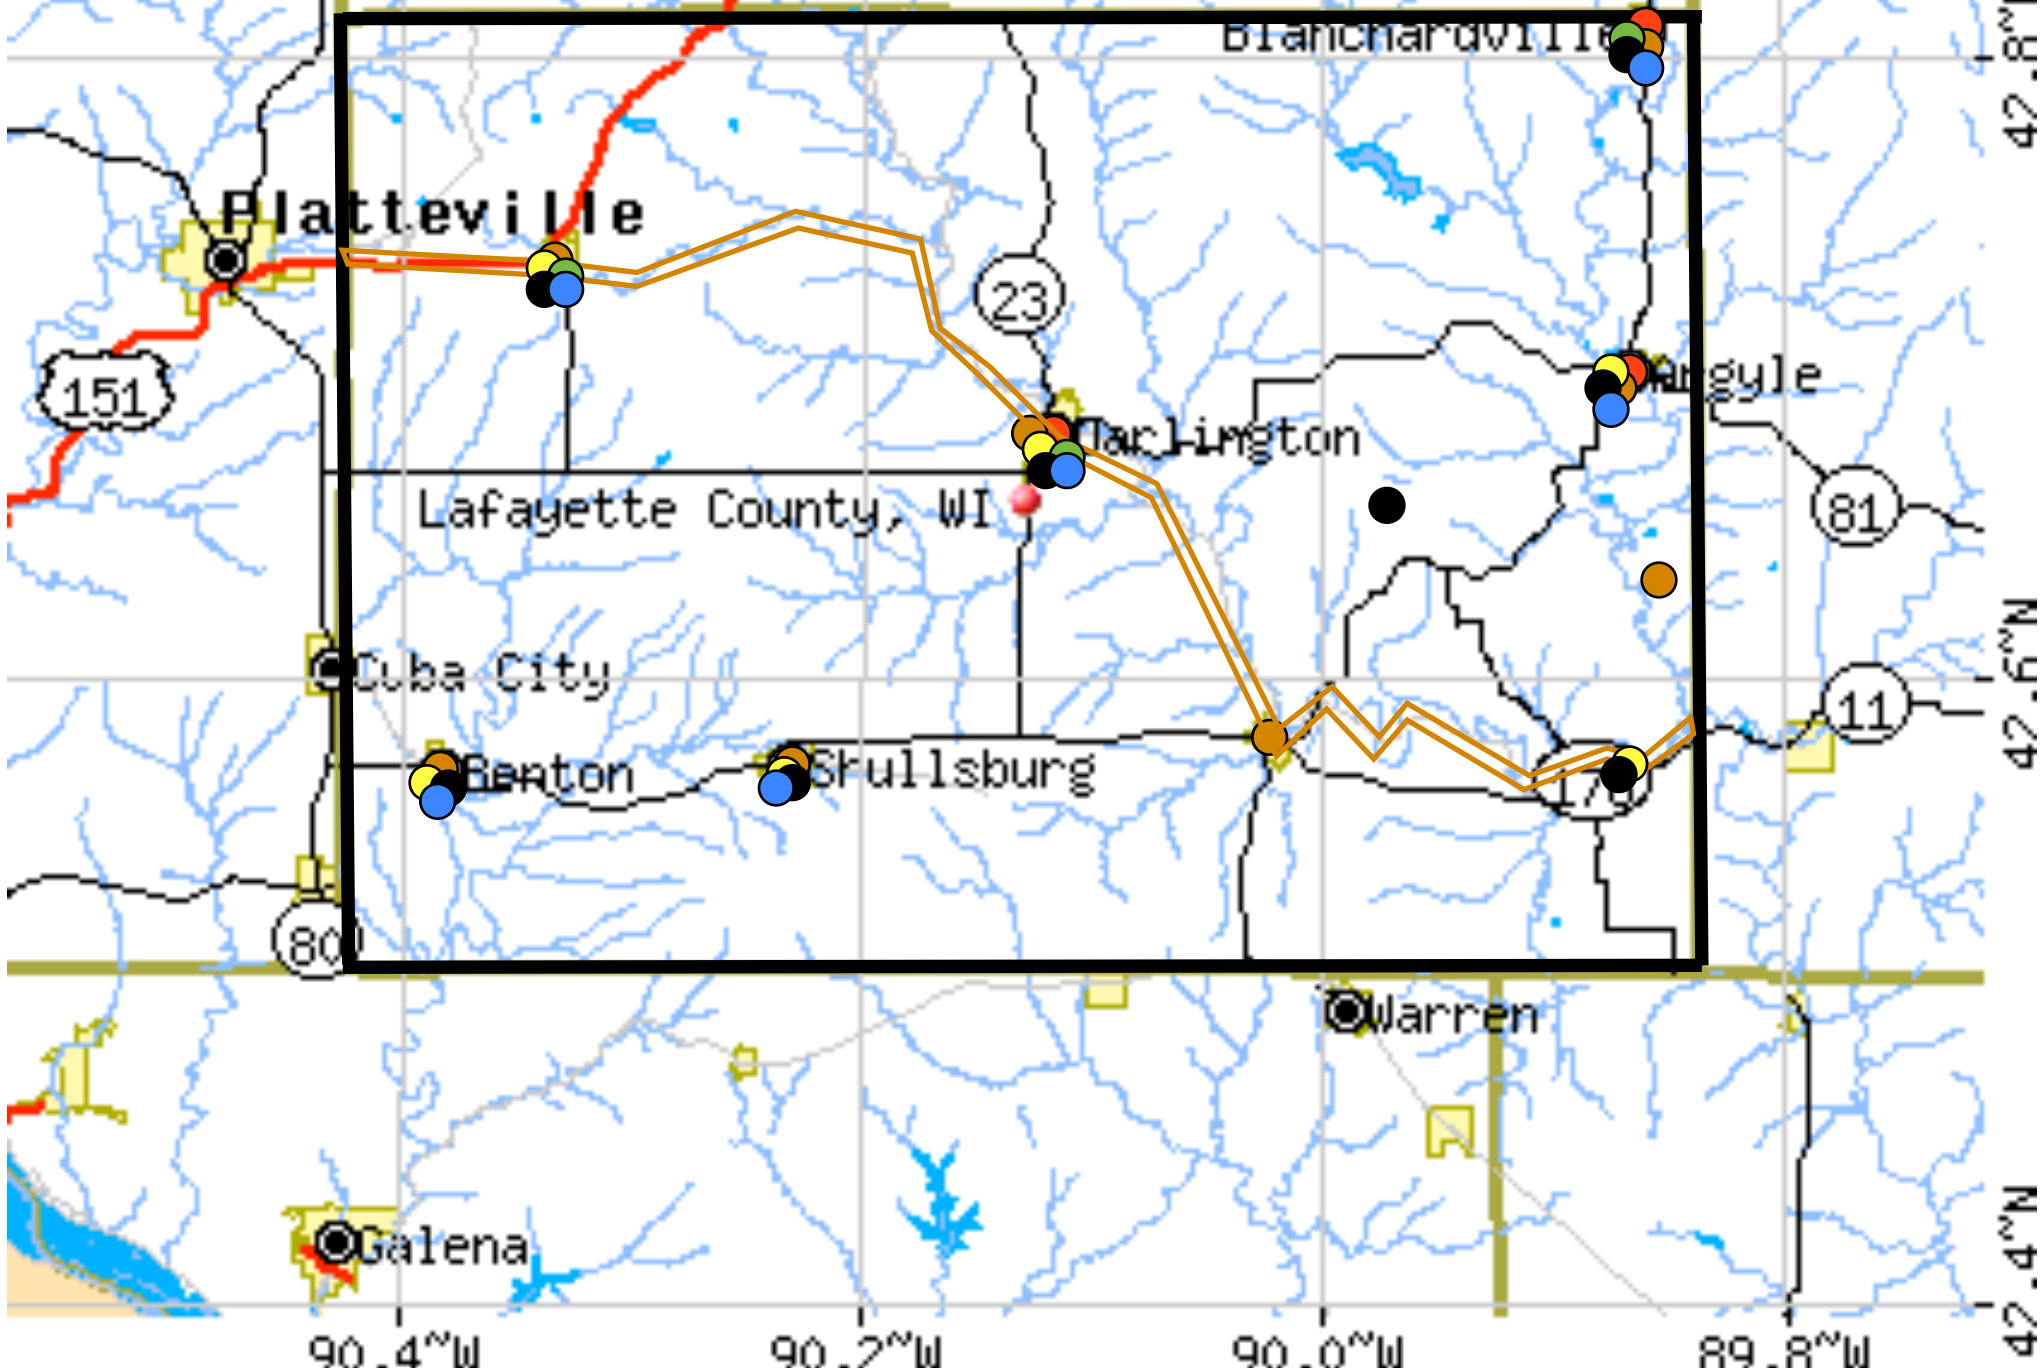 Blanchardville
42.8~N
Platteville
23
151
Argyle
Darlington
Lafayette County, WI
81
42.6~N
Cuba City
11
Benton
Shullsburg
80
Warren
42.4~N
Galena
90.4~W
90.2~W
90.0~W
89.8~W